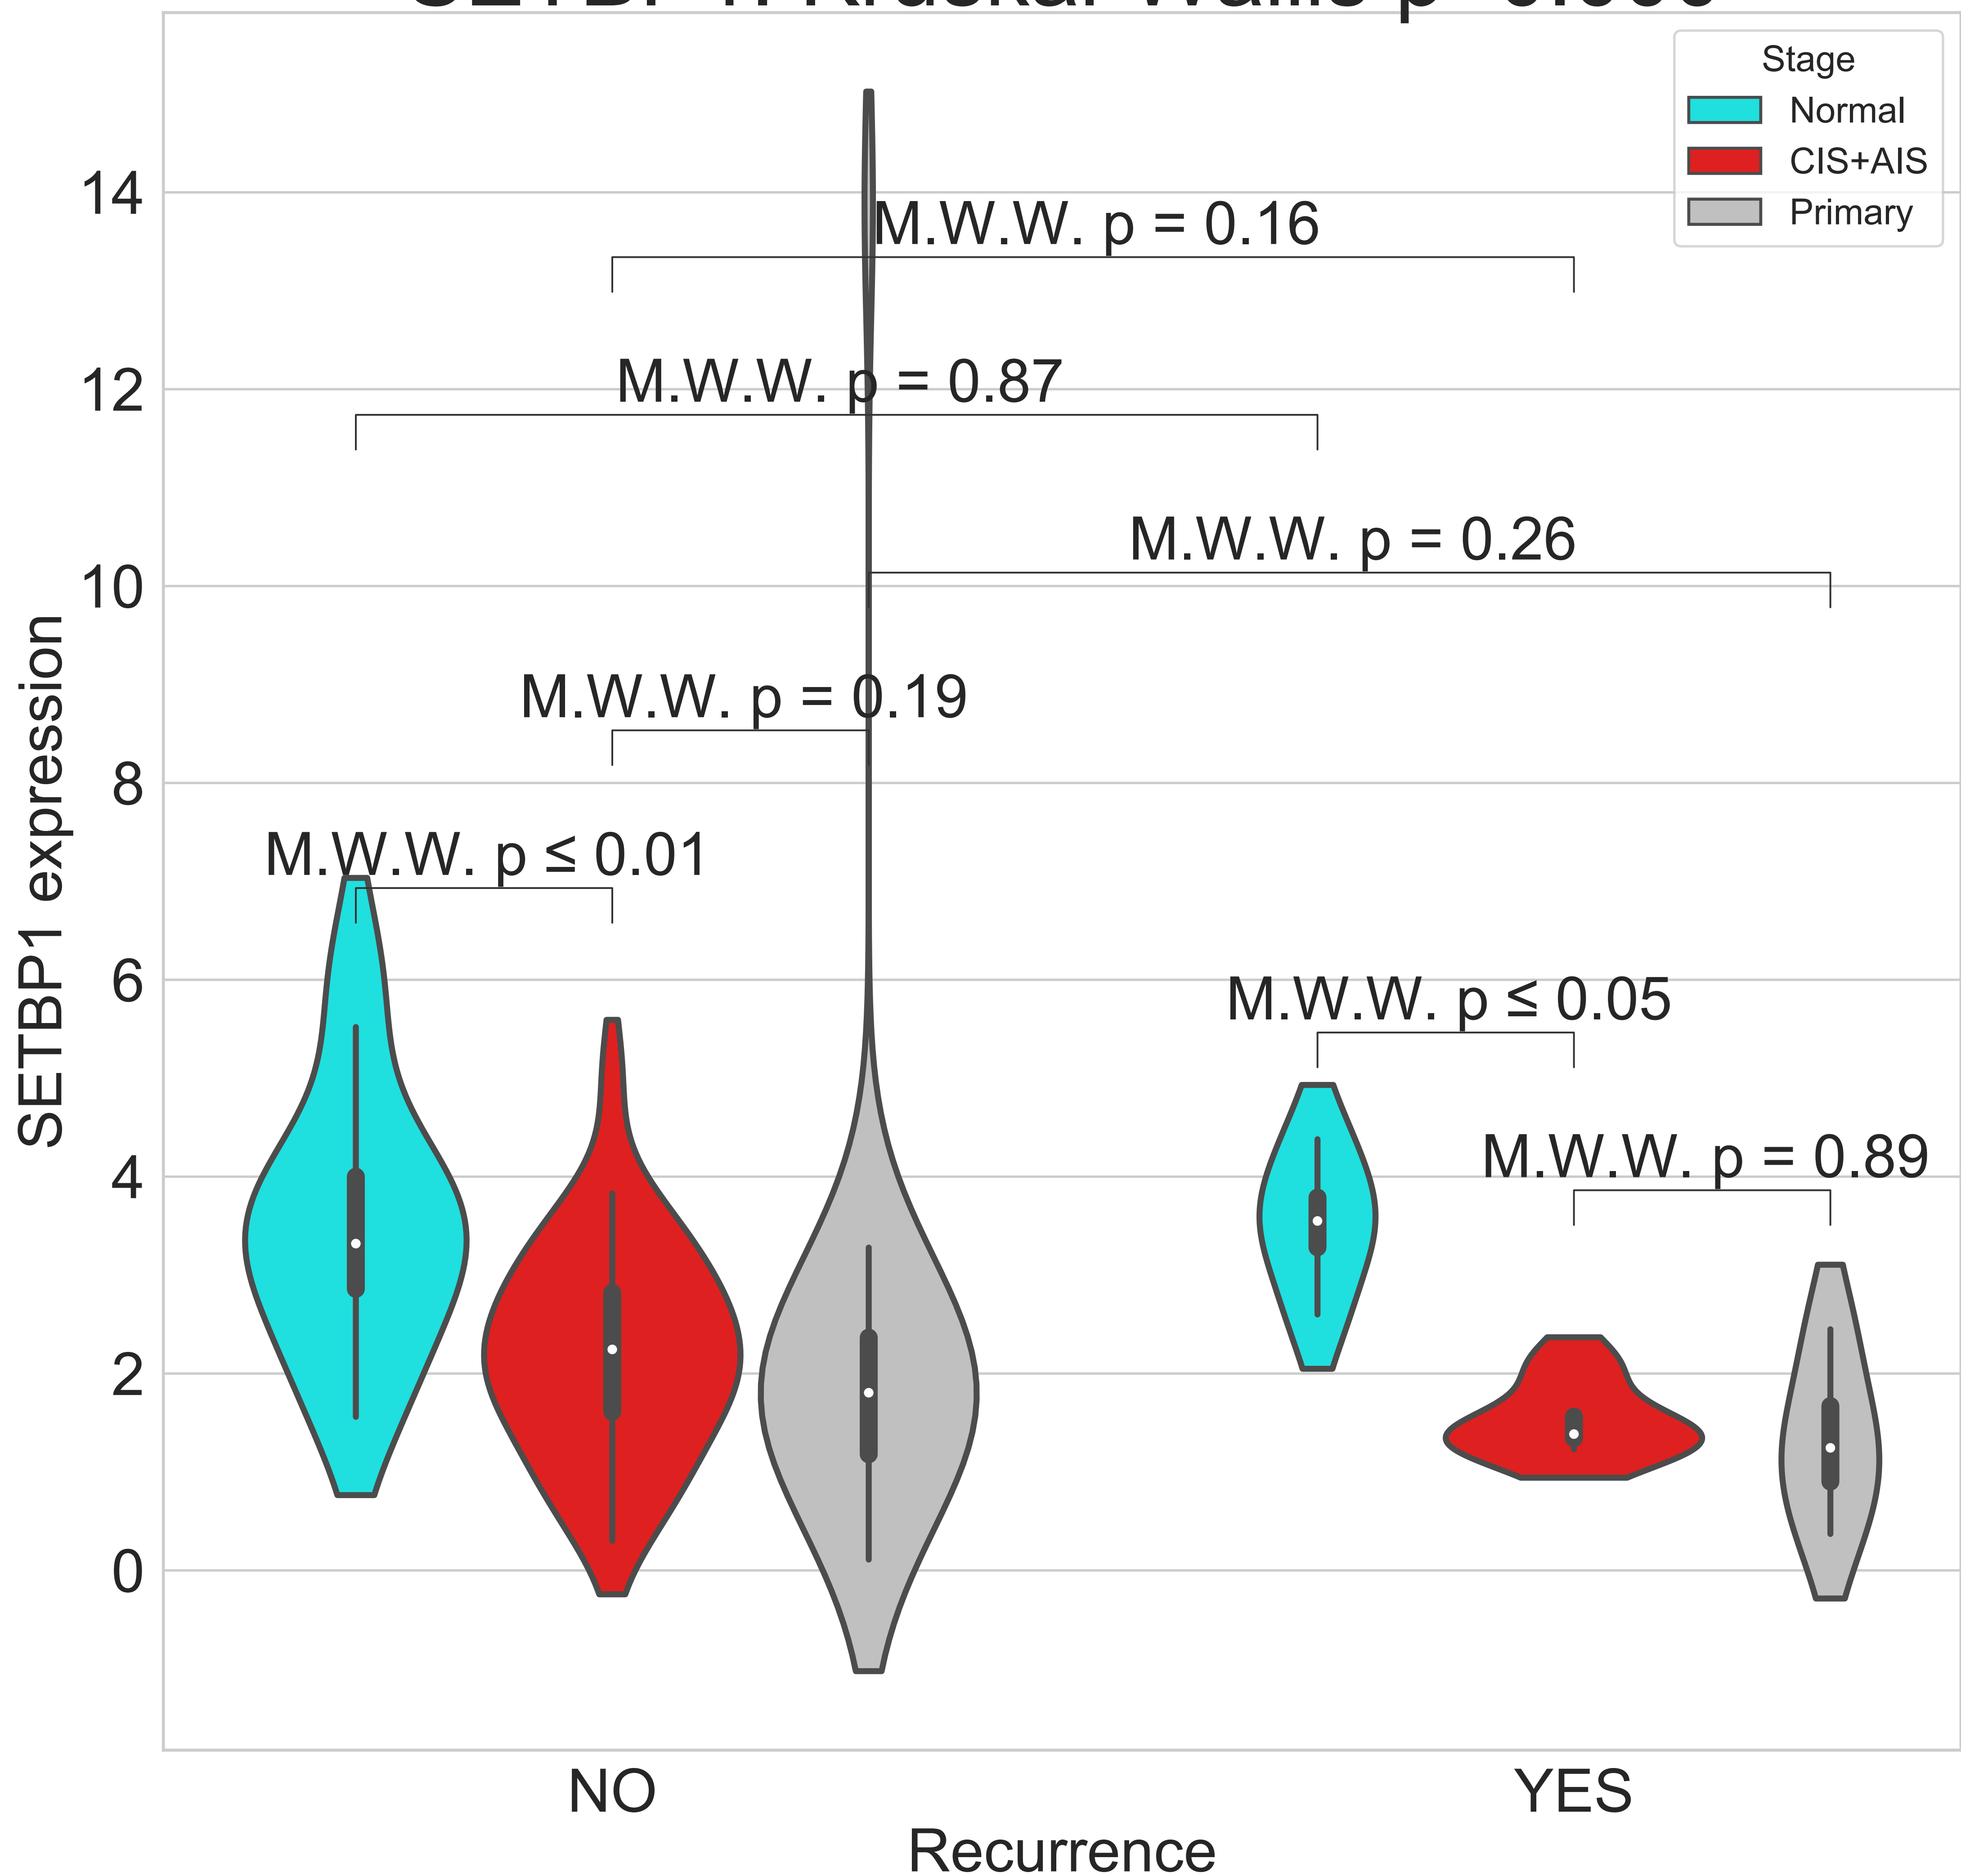 Stage
Normal
CIS+AIS
Primary
14
M.W.W. p = 0.16
12
M.W.W. p = 0.87
10
M.W.W. p = 0.26
M.W.W. p = 0.19
8
M.W.W. p ≤ 0.01
6
M.W.W. p ≤ 0.05
4
M.W.W. p = 0.89
2
0
SETBP1 expression
NO
YES
Recurrence